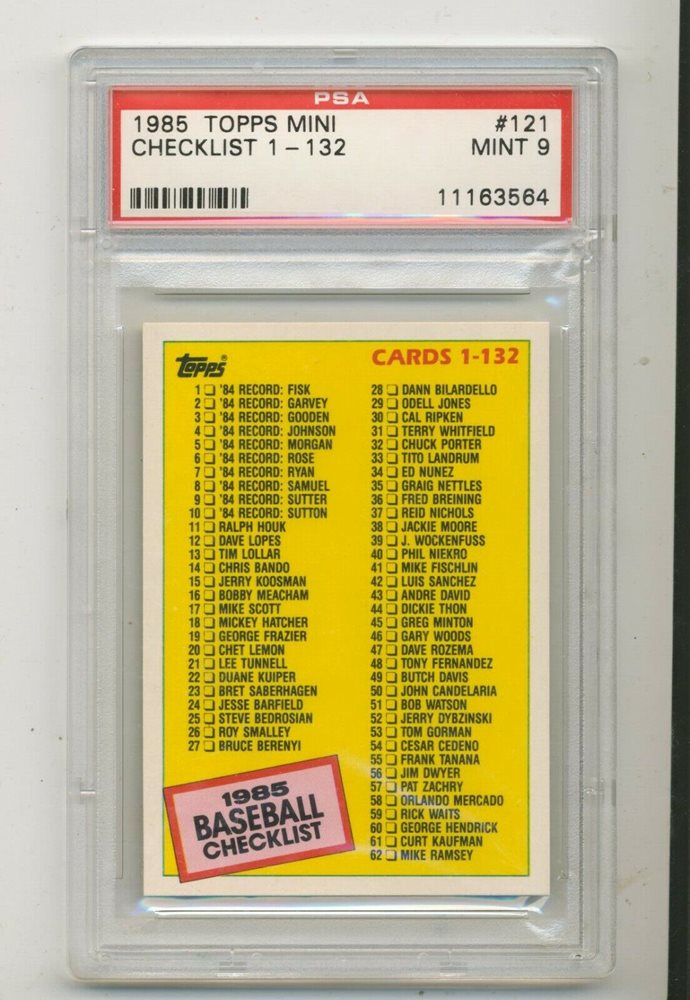 PSA
1985 TOPPS MINI #121
CHECKLIST 1-132 MINT 9
11163564
Topps®
CARDS 1-132
1 ☐ '84 RECORD: FISK
2 ☐ '84 RECORD: GARVEY
3 ☐ '84 RECORD: GOODEN
4 ☐ '84 RECORD: JOHNSON
5 ☐ '84 RECORD: MORGAN
6 ☐ '84 RECORD: ROSE
7 ☐ '84 RECORD: RYAN
8 ☐ '84 RECORD: SAMUEL
9 ☐ '84 RECORD: SUTTER
10 ☐ '84 RECORD: SUTTON
11 ☐ RALPH HOUK
12 ☐ DAVE LOPES
13 ☐ TIM LOLLAR
14 ☐ CHRIS BANDO
15 ☐ JERRY KOOSMAN
16 ☐ BOBBY MEACHAM
17 ☐ MIKE SCOTT
18 ☐ MICKEY HATCHER
19 ☐ GEORGE FRAZIER
20 ☐ CHET LEMON
21 ☐ LEE TUNNELL
22 ☐ DUANE KUIPER
23 ☐ BRET SABERHAGEN
24 ☐ JESSE BARFIELD
25 ☐ STEVE BEDROSIAN
26 ☐ ROY SMALLEY
27 ☐ BRUCE BERENYI
28 ☐ DANN BILARDELLO
29 ☐ ODELL JONES
30 ☐ CAL RIPKEN
31 ☐ TERRY WHITFIELD
32 ☐ CHUCK PORTER
33 ☐ TITO LANDRUM
34 ☐ ED NUNEZ
35 ☐ GRAIG NETTLES
36 ☐ FRED BREINING
37 ☐ REID NICHOLS
38 ☐ JACKIE MOORE
39 ☐ J. WOCKENFUSS
40 ☐ PHIL NIEKRO
41 ☐ MIKE FISCHLIN
42 ☐ LUIS SANCHEZ
43 ☐ ANDRE DAVID
44 ☐ DICKIE THON
45 ☐ GREG MINTON
46 ☐ GARY WOODS
47 ☐ DAVE ROZEMA
48 ☐ TONY FERNANDEZ
49 ☐ BUTCH DAVIS
50 ☐ JOHN CANDELARIA
51 ☐ BOB WATSON
52 ☐ JERRY DYBZINSKI
53 ☐ TOM GORMAN
54 ☐ CESAR CEDENO
55 ☐ FRANK TANANA
56 ☐ JIM DWYER
57 ☐ PAT ZACHRY
58 ☐ ORLANDO MERCADO
59 ☐ RICK WAITS
60 ☐ GEORGE HENDRICK
61 ☐ CURT KAUFMAN
62 ☐ MIKE RAMSEY
1985
BASEBALL
CHECKLIST